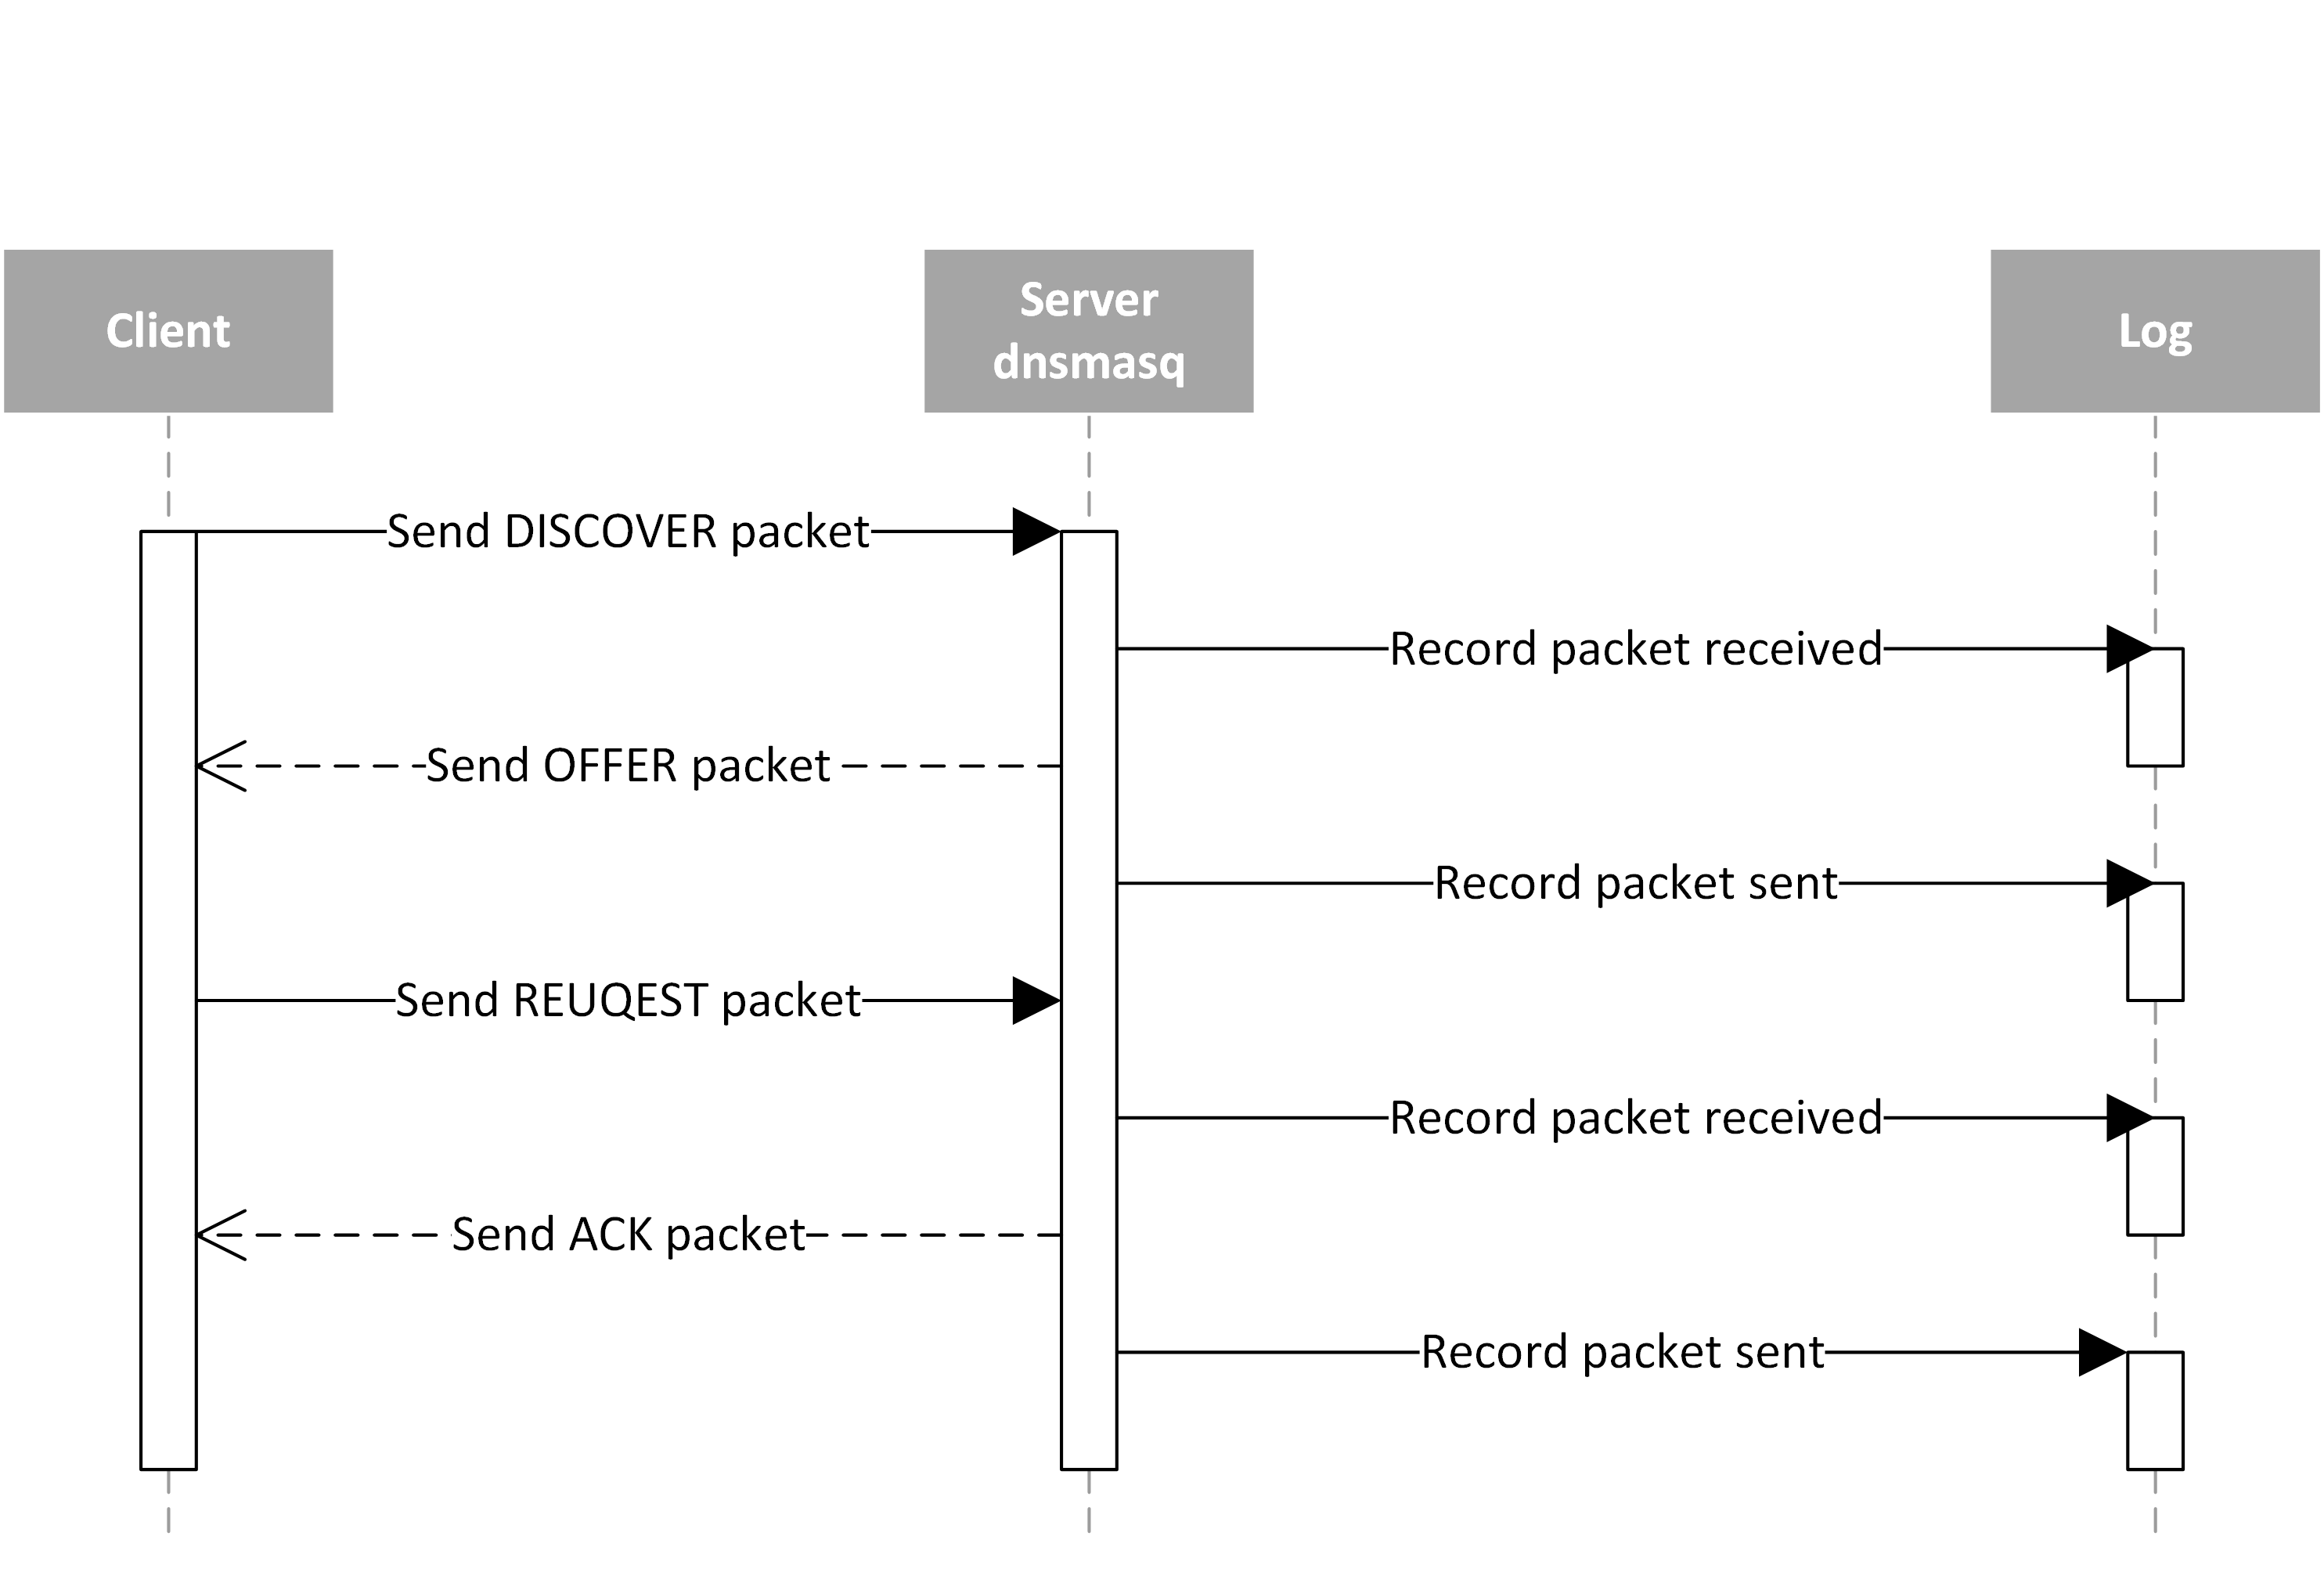 Client
Server
dnsmasq
Log
Send DISCOVER packet
Record packet received
Send OFFER packet
Record packet sent
Send REUQEST packet
Record packet received
Send ACK packet
Record packet sent